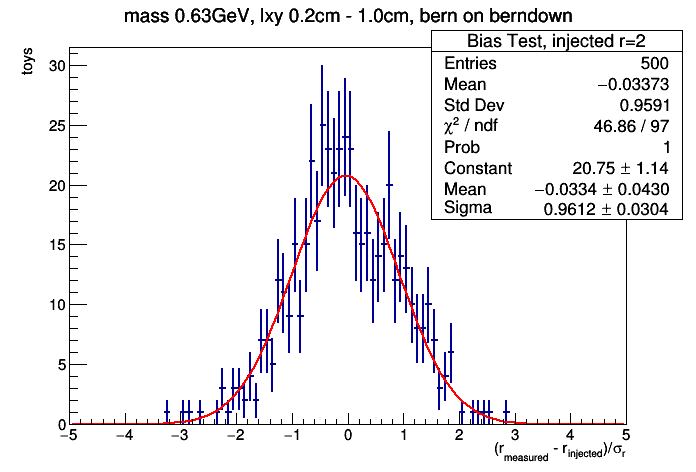 mass 0.63GeV, lxy 0.2cm - 1.0cm, bern on berndown
Bias Test, injected r=2
Entries 500
Mean −0.03373
Std Dev 0.9591
χ² / ndf 46.86 / 97
Prob 1
Constant 20.75 ± 1.14
Mean −0.0334 ± 0.0430
Sigma 0.9612 ± 0.0304
toys
30
25
20
15
10
5
0
−5 −4 −3 −2 −1 0 1 2 3 4 5
(r_measured - r_injected)/σ_r